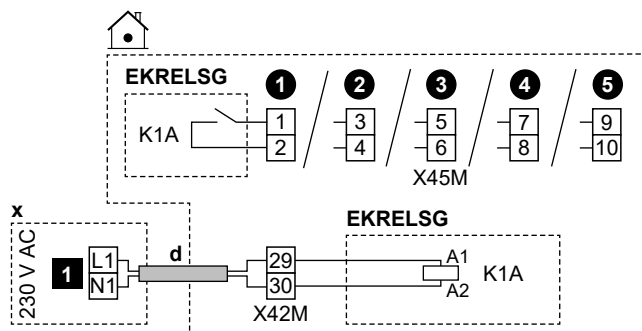 EKRELSG
1
2
3
4
5
K1A
1
3
5
7
9
2
4
6
8
10
X45M
EKRELSG
x
230 V AC
1
L1
N1
d
29
30
X42M
A1
A2
K1A